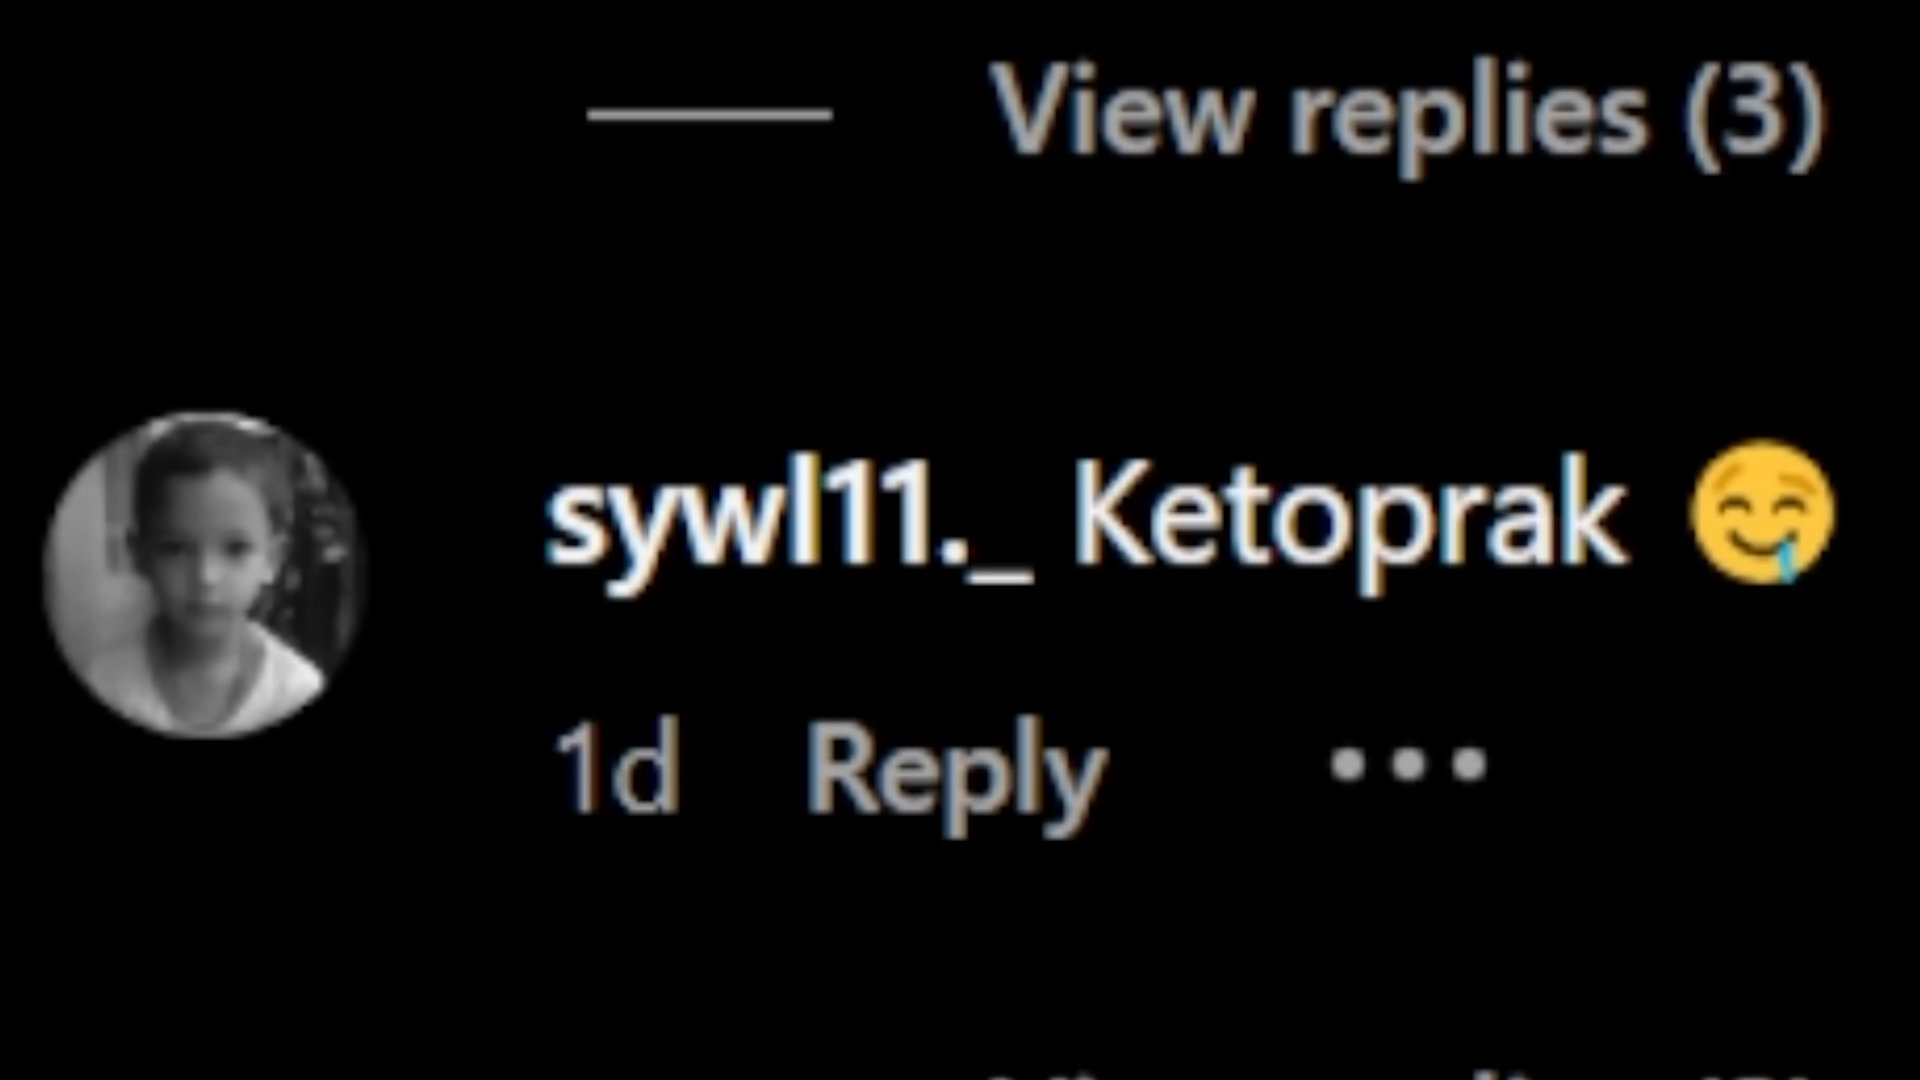 View replies (3)
sywl11._ Ketoprak 🤤
1d Reply •••